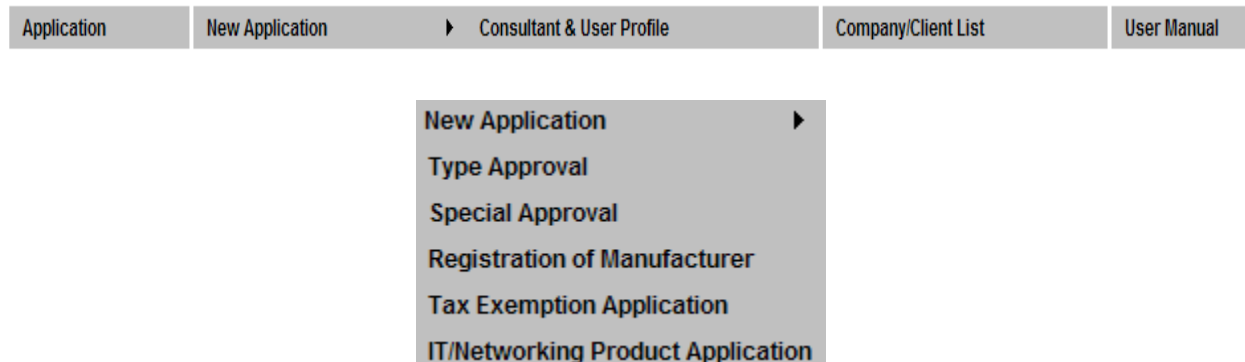 Application New Application Consultant & User Profile Company/Client List User Manual
New Application
Type Approval
Special Approval
Registration of Manufacturer
Tax Exemption Application
IT/Networking Product Application